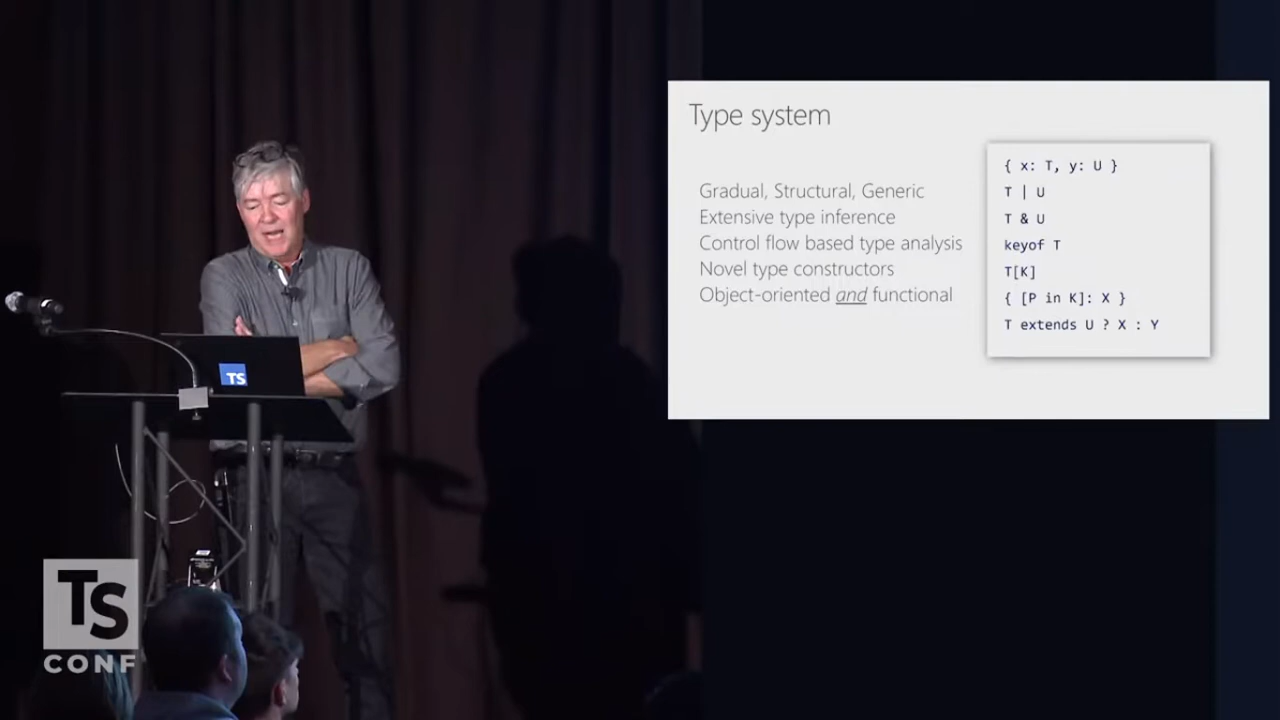 Type system
Gradual, Structural, Generic
Extensive type inference
Control flow based type analysis
Novel type constructors
Object-oriented and functional
{ x: T, y: U }
T | U
T & U
keyof T
T[K]
{ [P in K]: X }
T extends U ? X : Y
TS
TS
CONF